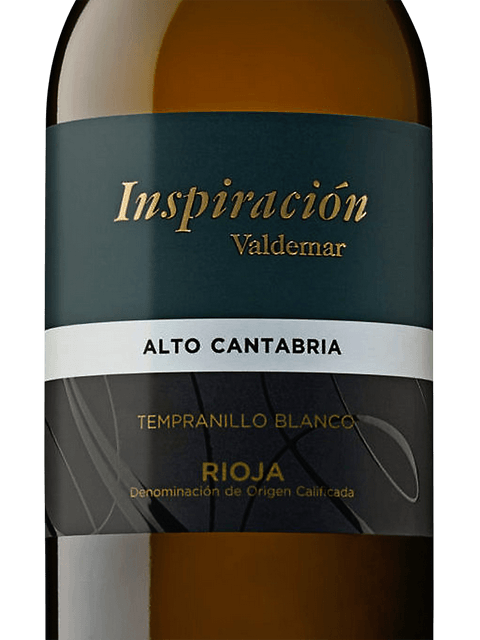 Inspiración
Valdemar
ALTO CANTABRIA
TEMPRANILLO BLANCO
RIOJA
Denominación de Origen Calificada